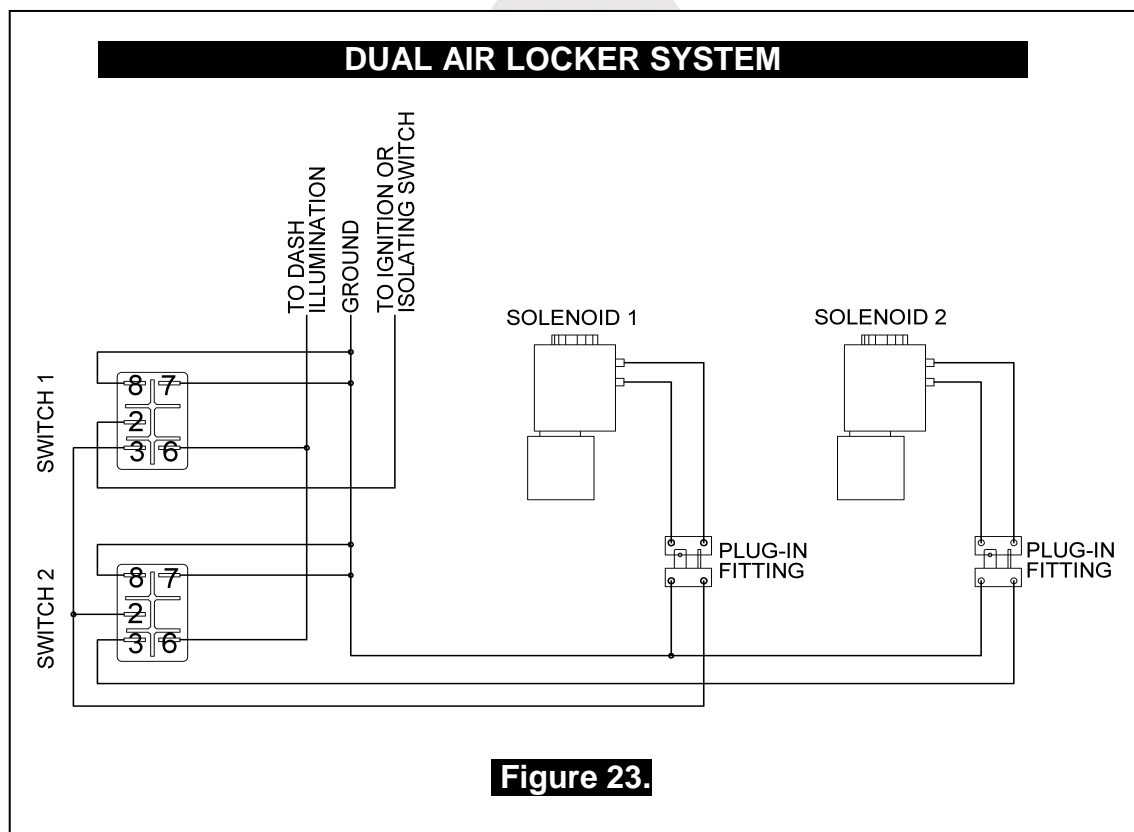 DUAL AIR LOCKER SYSTEM
TO DASH
ILLUMINATION
GROUND
TO IGNITION OR
ISOLATING SWITCH
SOLENOID 1
SOLENOID 2
SWITCH 1
8 7
2
3 6
SWITCH 2
8 7
2
3 6
PLUG-IN
FITTING
PLUG-IN
FITTING
Figure 23.